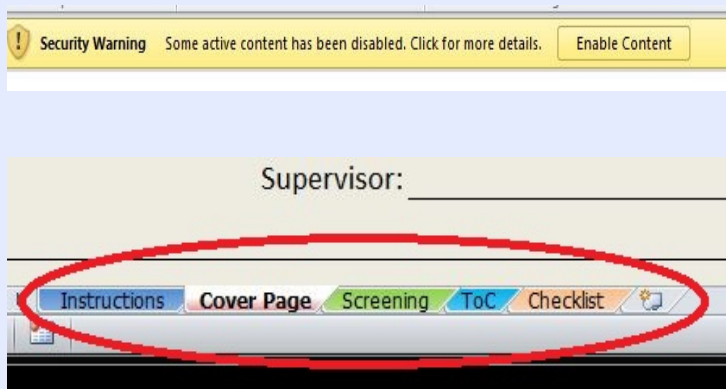 Security Warning Some active content has been disabled. Click for more details. Enable Content
Supervisor:
Instructions Cover Page Screening ToC Checklist